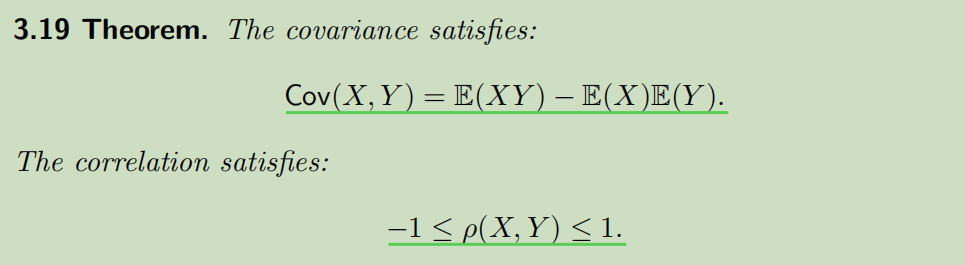 3.19 Theorem. The covariance satisfies:
Cov(X, Y) = 𝔼(XY) − 𝔼(X)𝔼(Y).
The correlation satisfies:
−1 ≤ ρ(X, Y) ≤ 1.